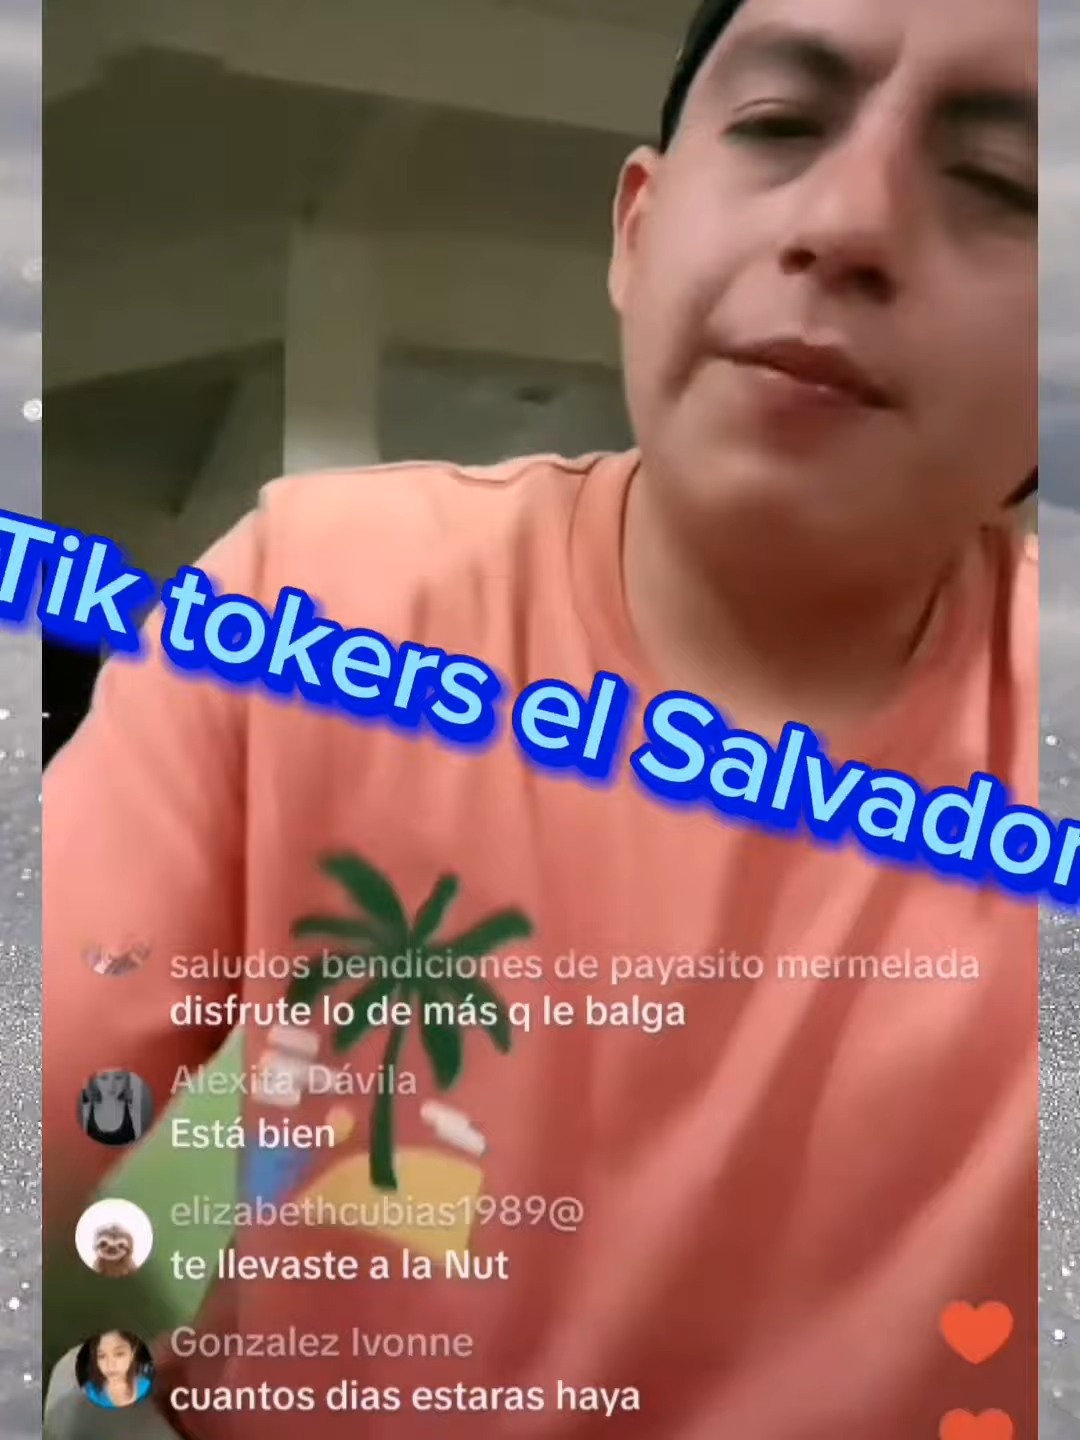 Tik tokers el Salvador
saludos bendiciones de payasito mermelada
disfrute lo de más q le balga
Alexita Dávila
Está bien
elizabethcubias1989@
te llevaste a la Nut
Gonzalez Ivonne
cuantos dias estaras haya